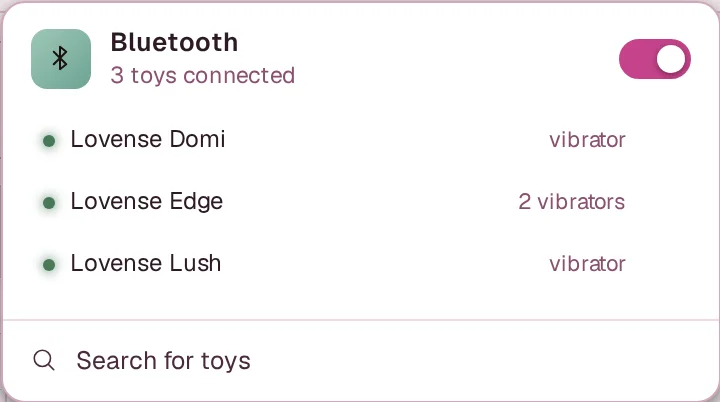 Bluetooth
3 toys connected
Lovense Domi vibrator
Lovense Edge 2 vibrators
Lovense Lush vibrator
Search for toys